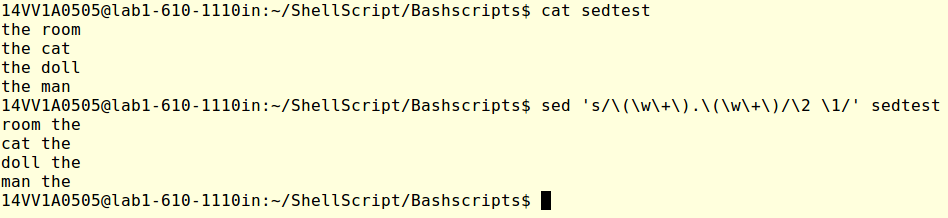 14VV1A0505@lab1-610-1110in:~/ShellScript/Bashscripts$ cat sedtest
the room
the cat
the doll
the man
14VV1A0505@lab1-610-1110in:~/ShellScript/Bashscripts$ sed 's/\(\w\+\).\(\w\+\)/\2 \1/' sedtest
room the
cat the
doll the
man the
14VV1A0505@lab1-610-1110in:~/ShellScript/Bashscripts$